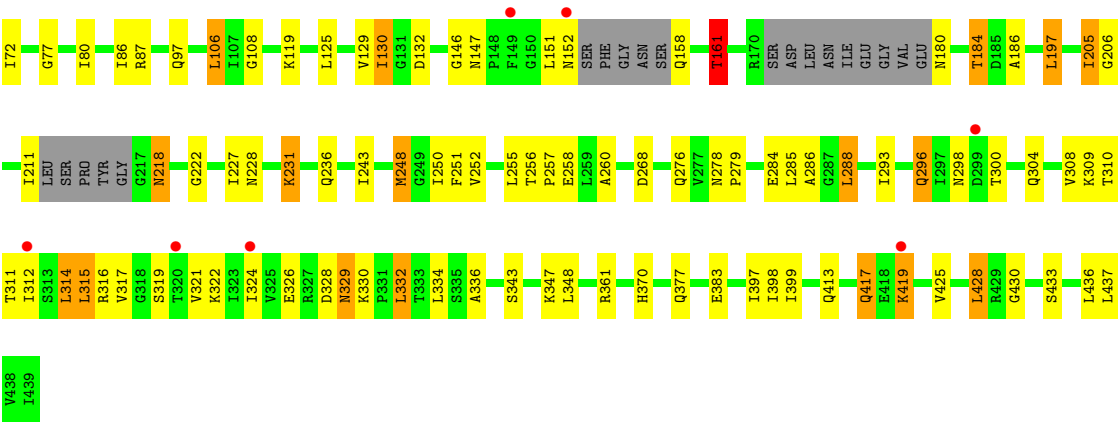 I72 G77 I80 I86 R87 Q97 L106 I107 G108 K119 L125 V129 I130 G131 D132 G146 N147 P148 F149 G150 L151 N152 SER PHE GLY ASN SER Q158 T161 R170 SER ASP LEU ASN ILE GLU GLY VAL GLU N180 T184 D185 A186 L197 I205 G206
I211 LEU SER PRO TYR GLY G217 N218 G222 I227 N228 K231 Q236 I243 M248 G249 I250 F251 V252 L255 T256 P257 E258 L259 A260 D268 Q276 V277 N278 P279 E284 L285 A286 G287 L288 I293 Q296 I297 N298 D299 T300 Q304 V308 K309 T310
T311 I312 S313 L314 L315 R316 V317 G318 S319 T320 V321 K322 I323 I324 V325 E326 R327 D328 N329 K330 P331 L332 T333 L334 S335 A336 S343 K347 L348 R361 H370 Q377 E383 I397 I398 I399 Q413 Q417 E418 K419 V425 L428 R429 G430 S433 L436 L437
V438 I439